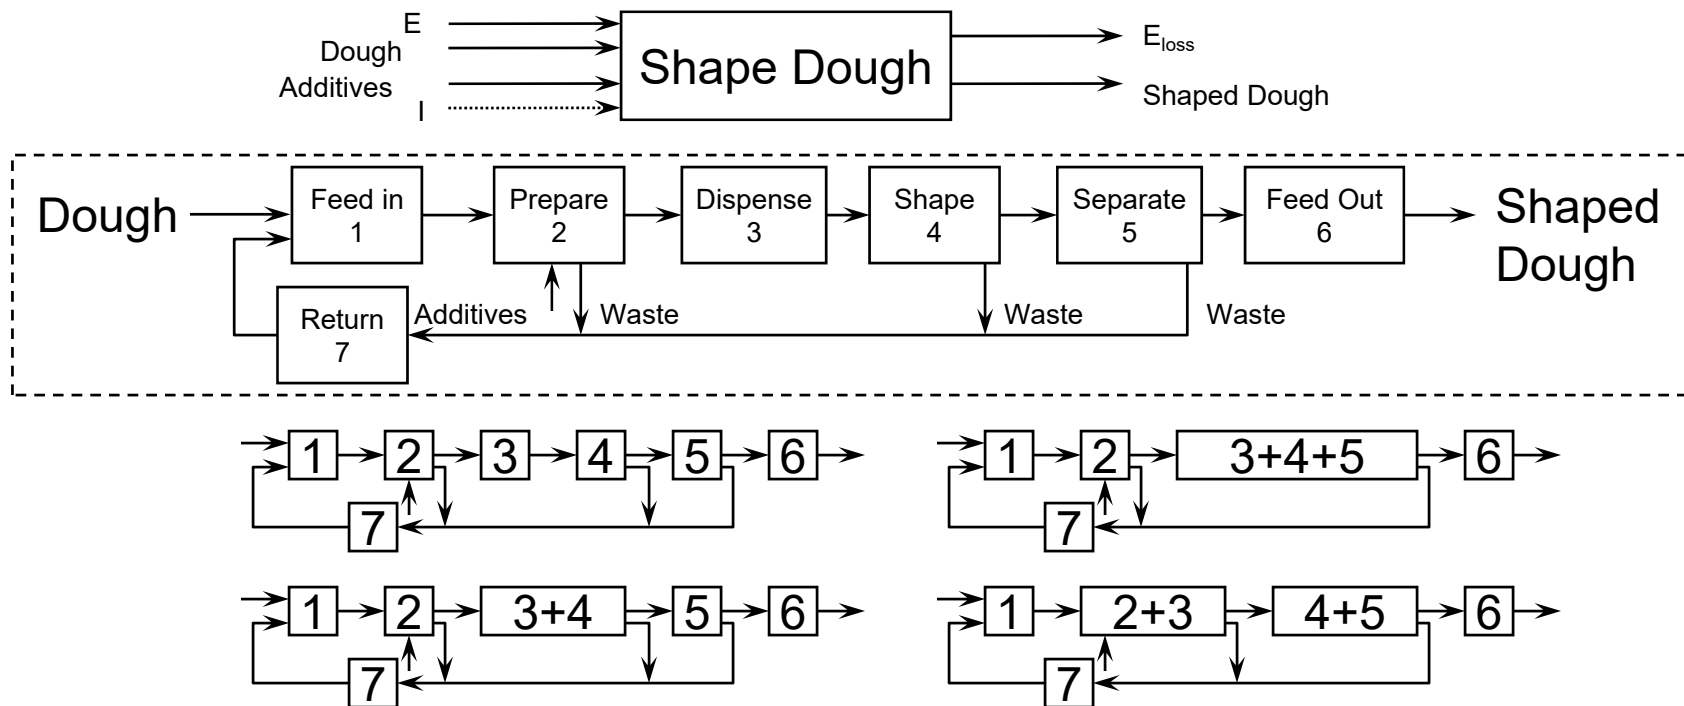 E
Dough
Additives
I
Shape Dough
E_loss
Shaped Dough
Dough
Feed in
1
Prepare
2
Dispense
3
Shape
4
Separate
5
Feed Out
6
Shaped
Dough
Return
7
Additives
Waste
Waste
Waste
1
2
3
4
5
6
7
1
2
3+4+5
6
7
1
2
3+4
5
6
7
1
2+3
4+5
6
7